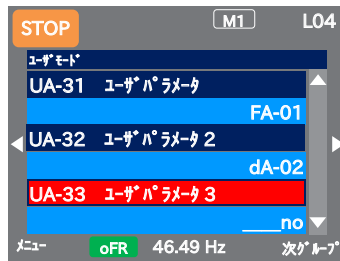 STOP M1 L04
ﾕｰｻﾞﾓｰﾄﾞ
UA-31 ﾕｰｻﾞﾊﾟﾗﾒｰﾀ
FA-01
UA-32 ﾕｰｻﾞﾊﾟﾗﾒｰﾀ 2
dA-02
UA-33 ﾕｰｻﾞﾊﾟﾗﾒｰﾀ 3
____no
ﾒﾆｭｰ oFR 46.49 Hz 次ｸﾞﾙｰﾌﾟ